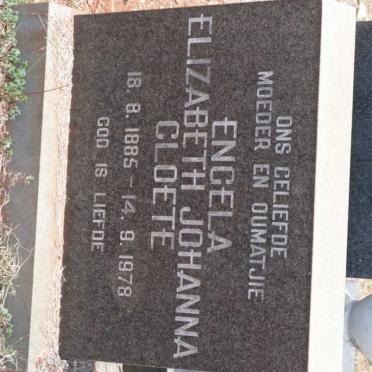 ONS GELIEFDE
MOEDER EN OUMATJIE
ENGELA
ELIZABETH JOHANNA
CLOETE
18. 8. 1885 – 14. 9. 1978
GOD IS LIEFDE